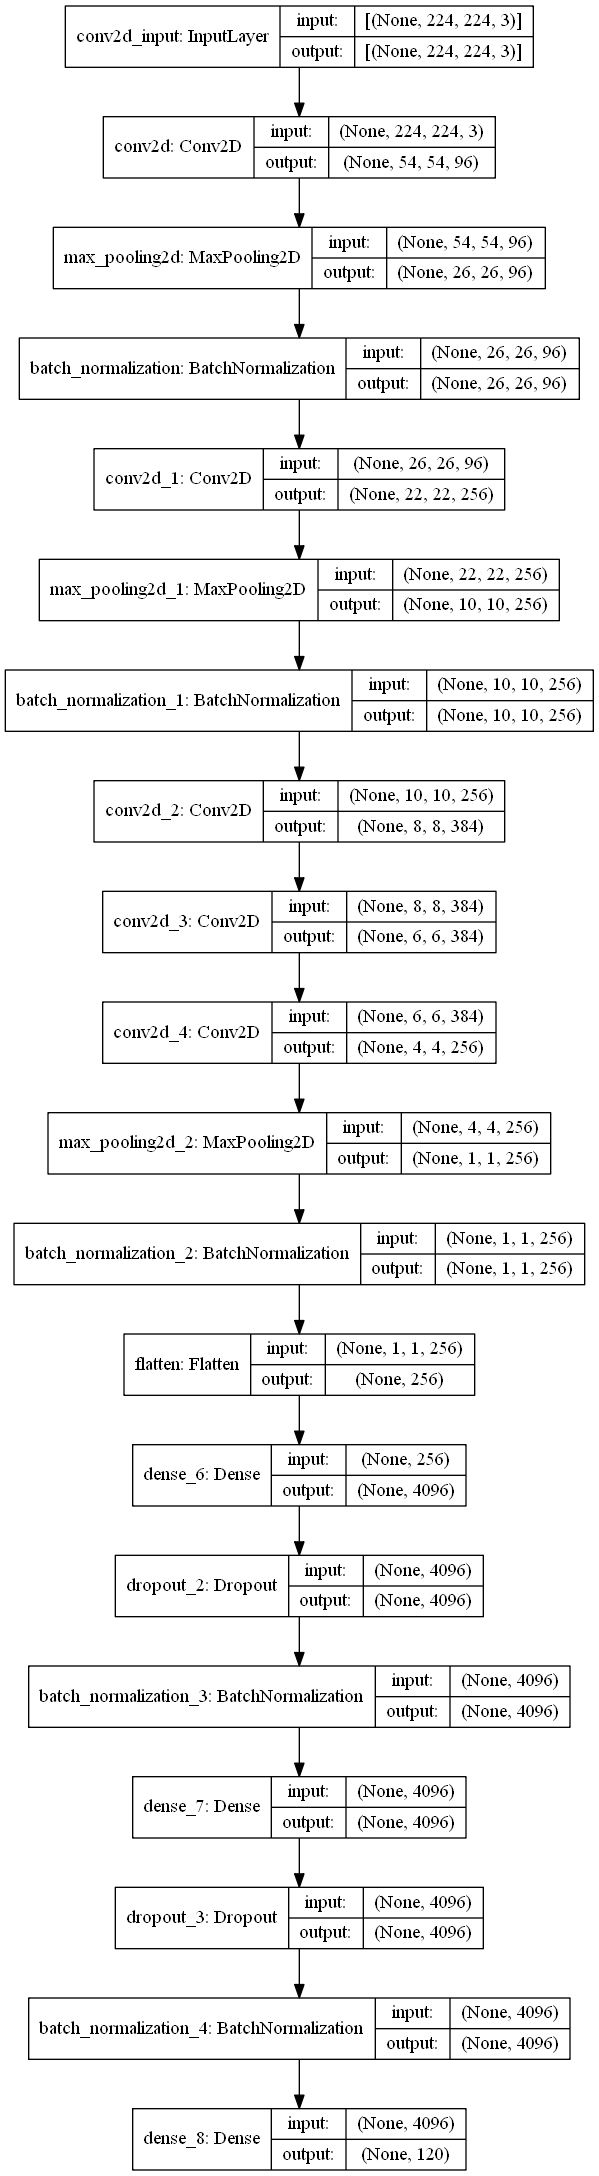 conv2d_input: InputLayer
input: [(None, 224, 224, 3)]
output: [(None, 224, 224, 3)]
conv2d: Conv2D
input: (None, 224, 224, 3)
output: (None, 54, 54, 96)
max_pooling2d: MaxPooling2D
input: (None, 54, 54, 96)
output: (None, 26, 26, 96)
batch_normalization: BatchNormalization
input: (None, 26, 26, 96)
output: (None, 26, 26, 96)
conv2d_1: Conv2D
input: (None, 26, 26, 96)
output: (None, 22, 22, 256)
max_pooling2d_1: MaxPooling2D
input: (None, 22, 22, 256)
output: (None, 10, 10, 256)
batch_normalization_1: BatchNormalization
input: (None, 10, 10, 256)
output: (None, 10, 10, 256)
conv2d_2: Conv2D
input: (None, 10, 10, 256)
output: (None, 8, 8, 384)
conv2d_3: Conv2D
input: (None, 8, 8, 384)
output: (None, 6, 6, 384)
conv2d_4: Conv2D
input: (None, 6, 6, 384)
output: (None, 4, 4, 256)
max_pooling2d_2: MaxPooling2D
input: (None, 4, 4, 256)
output: (None, 1, 1, 256)
batch_normalization_2: BatchNormalization
input: (None, 1, 1, 256)
output: (None, 1, 1, 256)
flatten: Flatten
input: (None, 1, 1, 256)
output: (None, 256)
dense_6: Dense
input: (None, 256)
output: (None, 4096)
dropout_2: Dropout
input: (None, 4096)
output: (None, 4096)
batch_normalization_3: BatchNormalization
input: (None, 4096)
output: (None, 4096)
dense_7: Dense
input: (None, 4096)
output: (None, 4096)
dropout_3: Dropout
input: (None, 4096)
output: (None, 4096)
batch_normalization_4: BatchNormalization
input: (None, 4096)
output: (None, 4096)
dense_8: Dense
input: (None, 4096)
output: (None, 120)